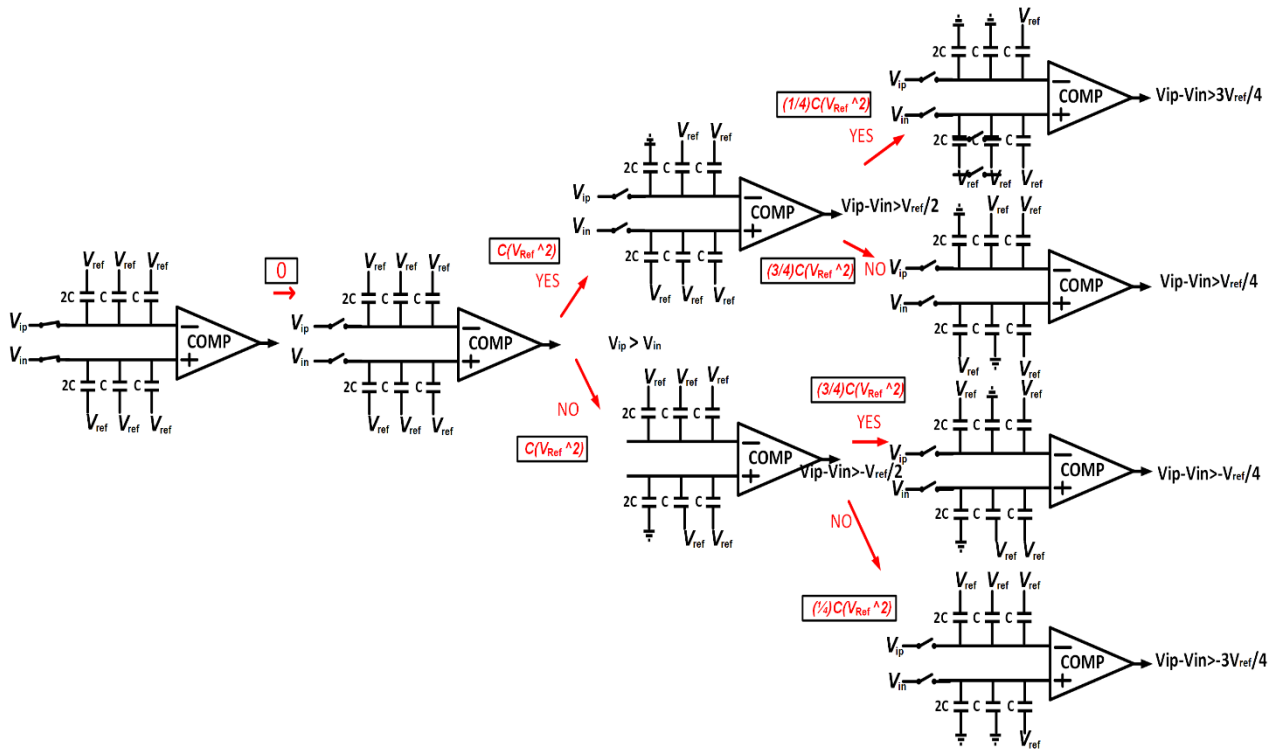 Vref Vref Vref
2C C C
Vip
Vin
COMP
2C C C
Vref Vref Vref
0
Vref Vref Vref
2C C C
Vip
Vin
COMP
2C C C
Vref Vref Vref
Vip > Vin
C(VRef ^2)
YES
NO
C(VRef ^2)
Vref Vref
2C C C
Vip
Vin
COMP
2C C C
Vref Vref Vref
Vip-Vin>Vref/2
Vref Vref Vref
2C C C
COMP
2C C C
Vref Vref
Vip-Vin>-Vref/2
(1/4)C(VRef ^2)
YES
(3/4)C(VRef ^2) NO
(3/4)C(VRef ^2)
YES
NO
(¼)C(VRef ^2)
Vref
2C C C
Vip
Vin
COMP
Vip-Vin>3Vref/4
2C C C
Vref Vref Vref
Vref Vref
2C C C
Vip
Vin
COMP
Vip-Vin>Vref/4
2C C C
Vref Vref
Vref Vref
2C C C
Vip
Vin
COMP
Vip-Vin>-Vref/4
2C C C
Vref Vref
Vref Vref Vref
2C C C
Vip
Vin
COMP
Vip-Vin>-3Vref/4
2C C C
Vref